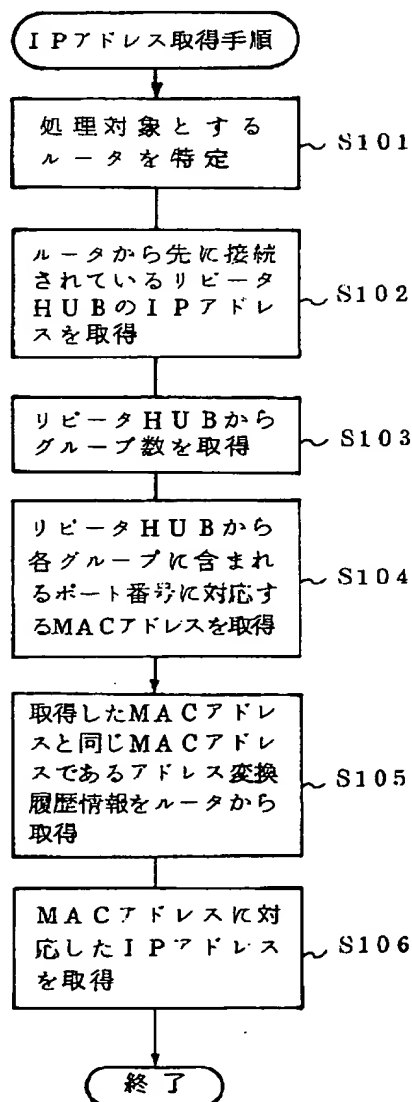 IPアドレス取得手順
処理対象とする
ルータを特定
S101
ルータから先に接続
されているリピータ
HUBのIPアドレ
スを取得
S102
リピータHUBから
グループ数を取得
S103
リピータHUBから
各グループに含まれ
るポート番号に対応す
るMACアドレスを取得
S104
取得したMACアドレ
スと同じMACアドレ
スであるアドレス変換
履歴情報をルータから
取得
S105
MACアドレスに対
応したIPアドレス
を取得
S106
終了